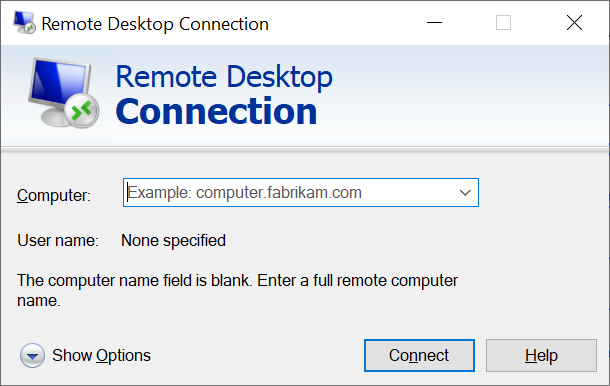 Remote Desktop Connection
Remote Desktop
Connection
Computer: Example: computer.fabrikam.com
User name: None specified
The computer name field is blank. Enter a full remote computer
name.
Show Options Connect Help